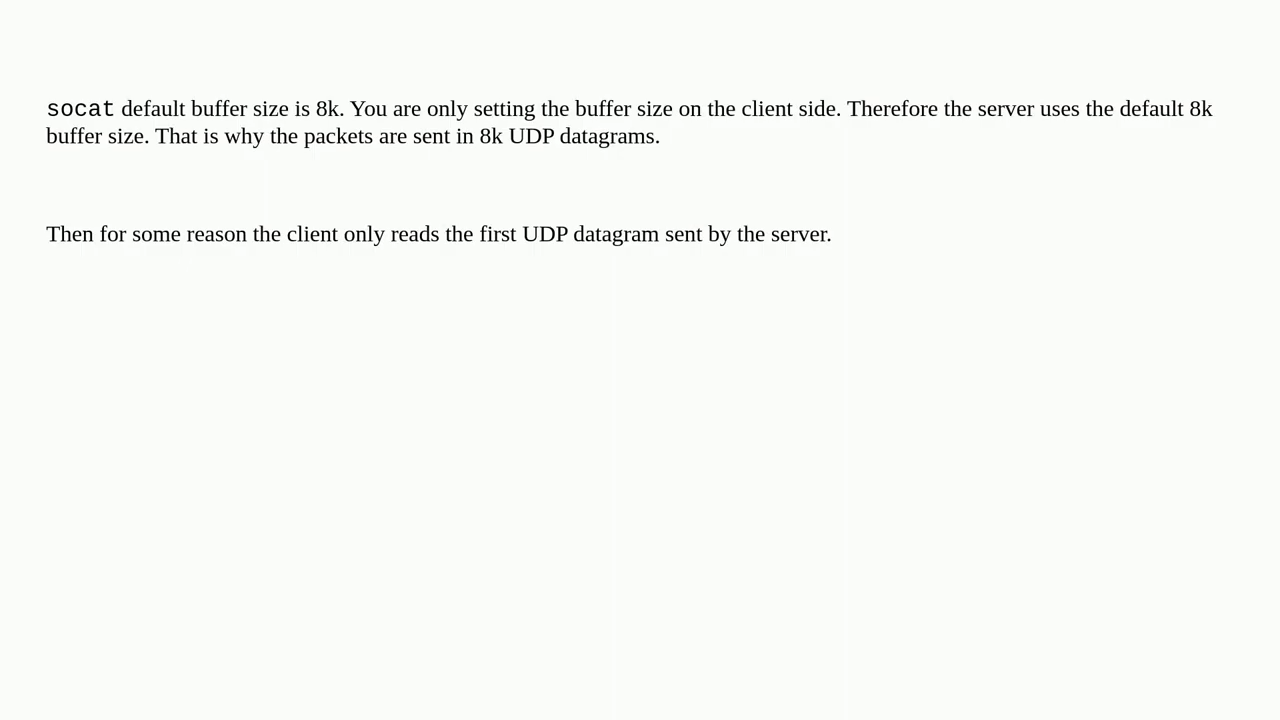 socat default buffer size is 8k. You are only setting the buffer size on the client side. Therefore the server uses the default 8k
buffer size. That is why the packets are sent in 8k UDP datagrams.
Then for some reason the client only reads the first UDP datagram sent by the server.